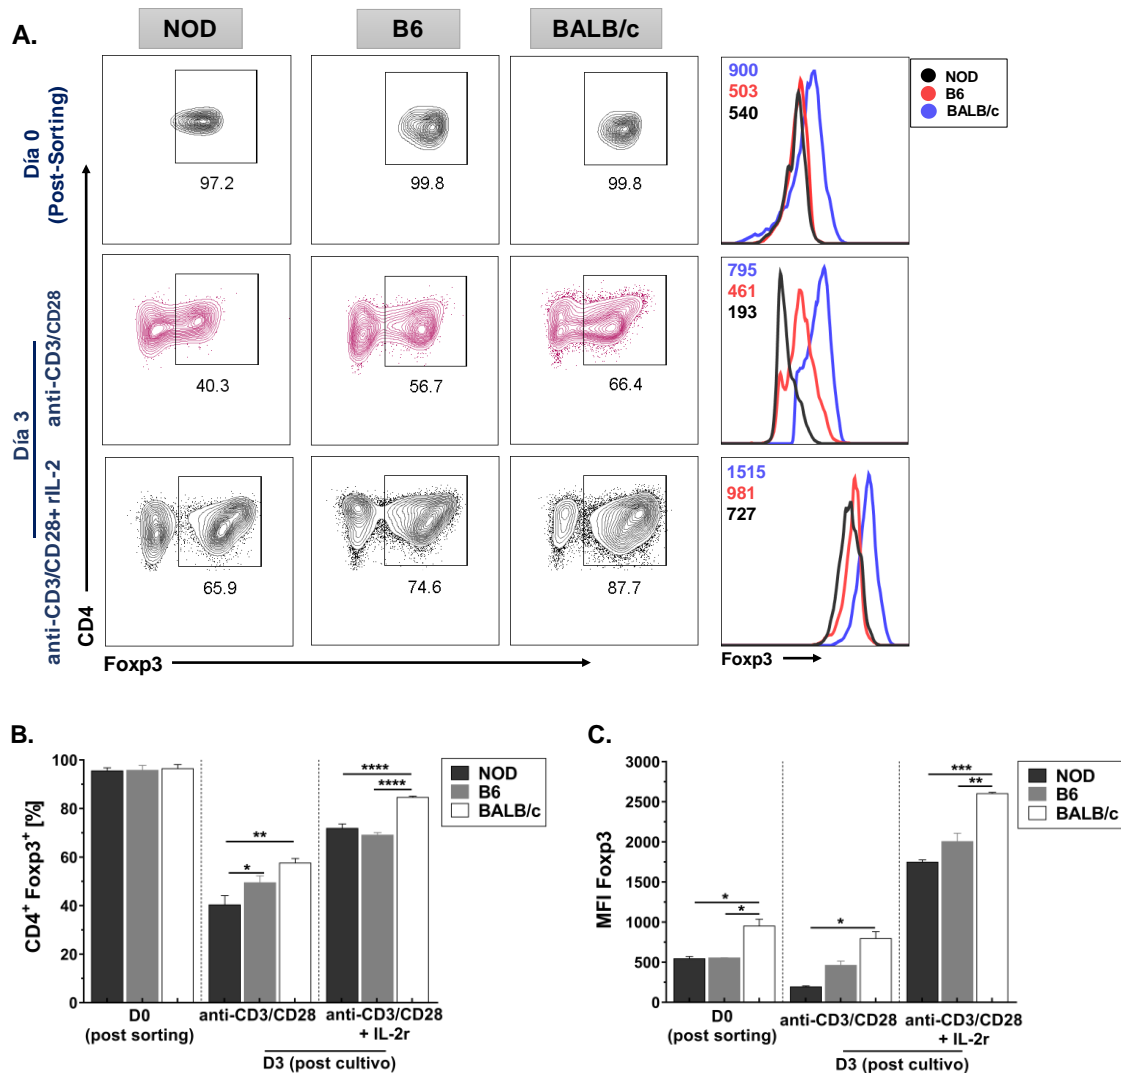 A.
NOD
B6
BALB/c
Día 0
(Post-Sorting)
97.2
99.8
99.8
900
503
540
NOD
B6
BALB/c
Día 3
anti-CD3/CD28
40.3
56.7
66.4
795
461
193
anti-CD3/CD28+ rIL-2
65.9
74.6
87.7
1515
981
727
CD4
Foxp3
Foxp3
B.
CD4+ Foxp3+ [%]
100
80
60
40
20
0
**
*
****
****
NOD
B6
BALB/c
D0
(post sorting)
anti-CD3/CD28
anti-CD3/CD28
+ IL-2r
D3 (post cultivo)
C.
MFI Foxp3
3000
2500
2000
1500
1000
500
0
*
*
*
***
**
NOD
B6
BALB/c
D0
(post sorting)
anti-CD3/CD28
anti-CD3/CD28
+ IL-2r
D3 (post cultivo)